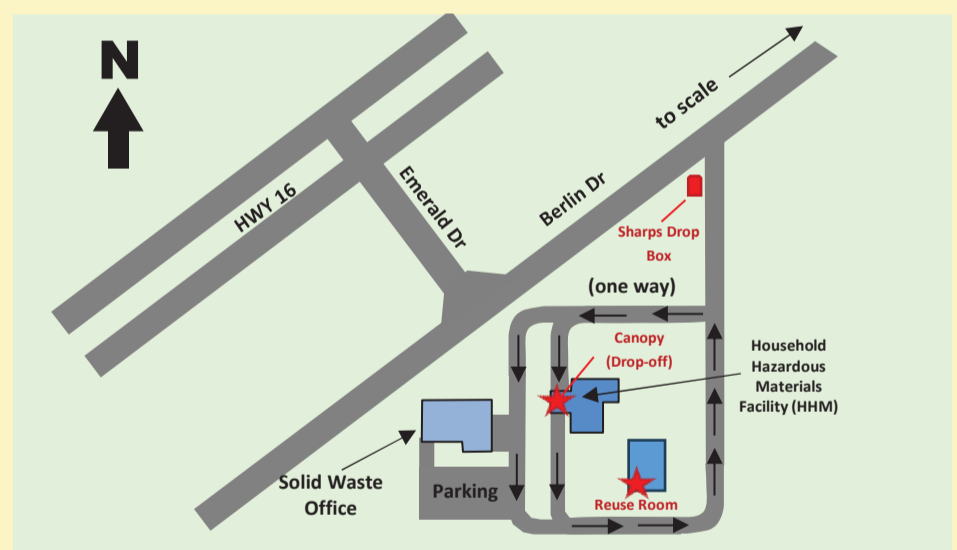 N
to scale
HWY 16
Emerald Dr
Berlin Dr
Sharps Drop
Box
(one way)
Canopy
(Drop-off)
Household
Hazardous
Materials
Facility (HHM)
Solid Waste
Office
Parking
Reuse Room